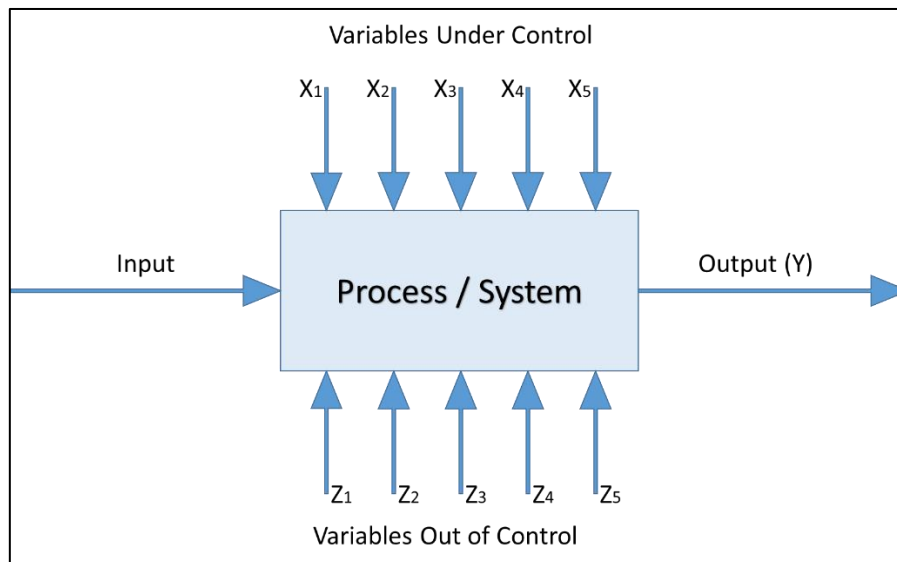 Variables Under Control
X1 X2 X3 X4 X5
Input
Output (Y)
Process / System
Z1 Z2 Z3 Z4 Z5
Variables Out of Control